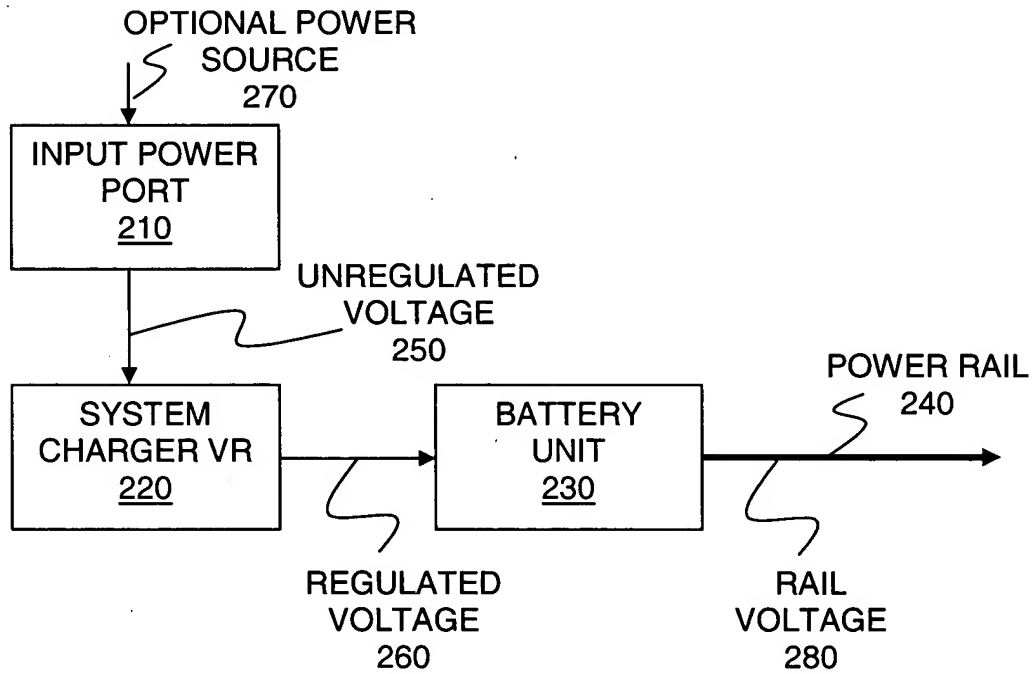 OPTIONAL POWER
SOURCE
270
INPUT POWER
PORT
210
UNREGULATED
VOLTAGE
250
SYSTEM
CHARGER VR
220
BATTERY
UNIT
230
POWER RAIL
240
REGULATED
VOLTAGE
260
RAIL
VOLTAGE
280